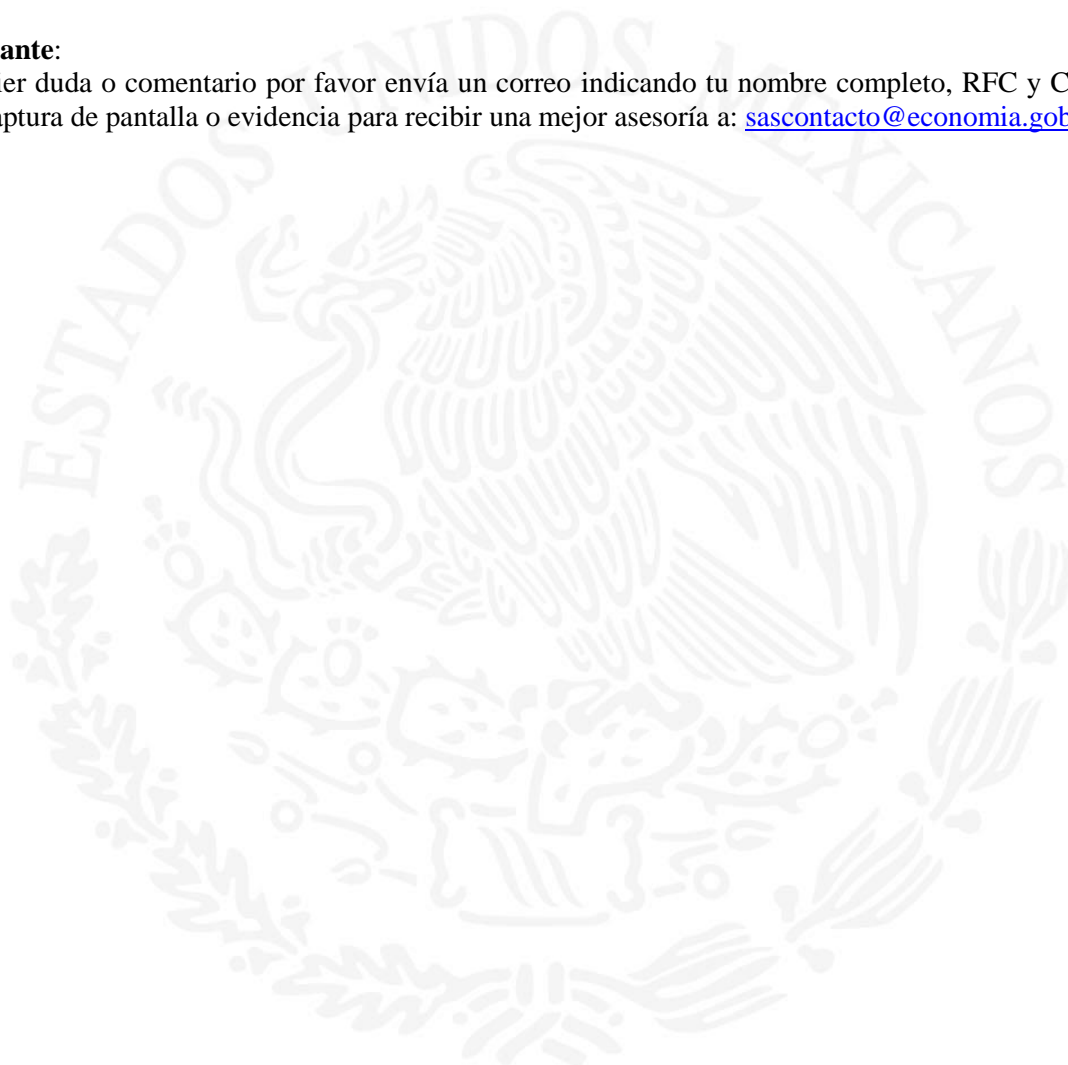 ante:
ier duda o comentario por favor envía un correo indicando tu nombre completo, RFC y C
aptura de pantalla o evidencia para recibir una mejor asesoría a: sascontacto@economia.gob
ESTADOS UNIDOS MEXICANOS